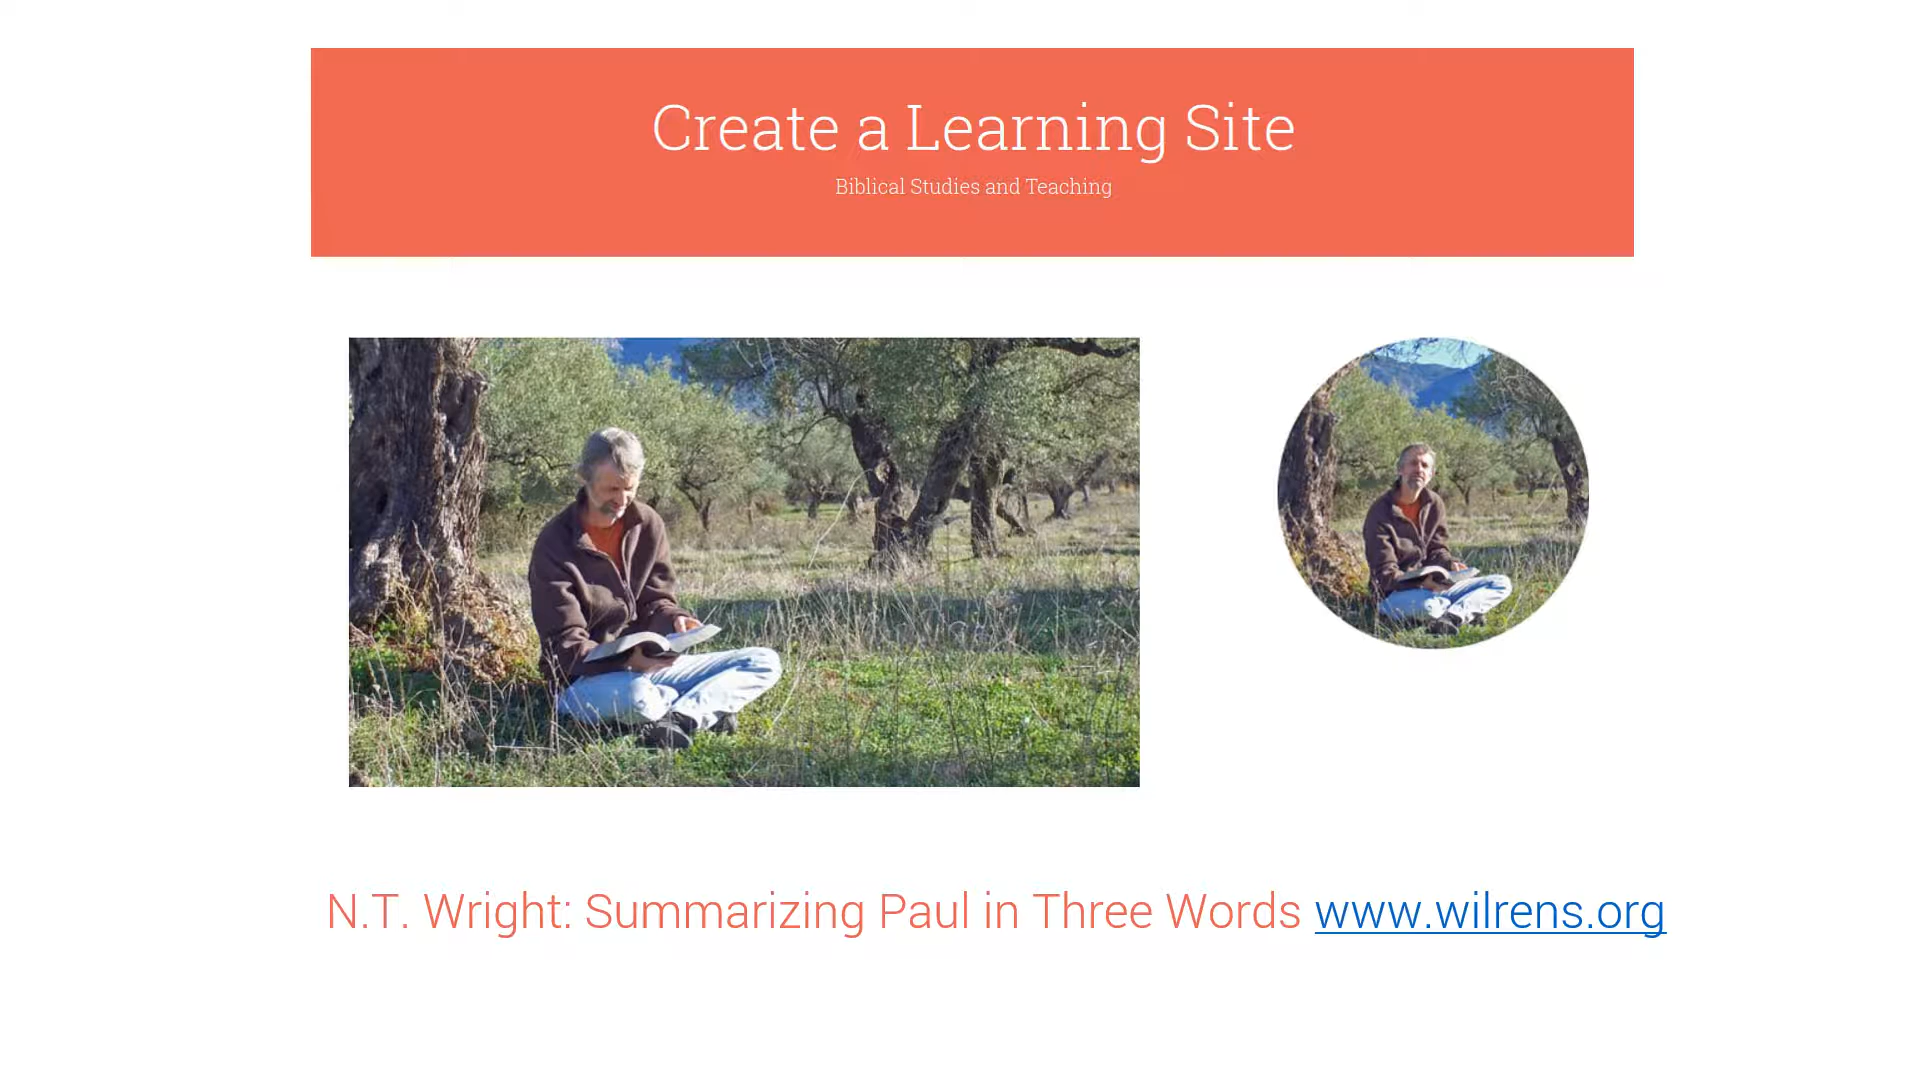 Create a Learning Site
Biblical Studies and Teaching
N.T. Wright: Summarizing Paul in Three Words www.wilrens.org